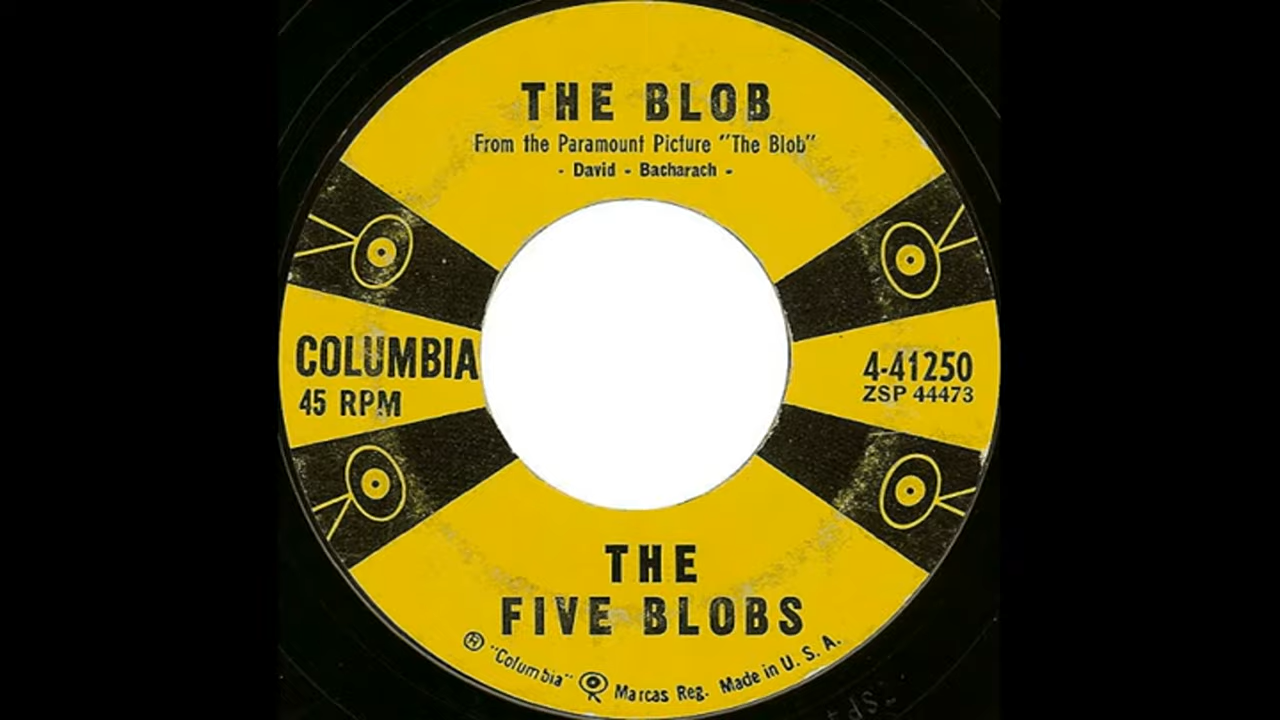 THE BLOB
From the Paramount Picture "The Blob"
- David - Bacharach -
COLUMBIA
45 RPM
4-41250
ZSP 44473
THE
FIVE BLOBS
Ⓡ "Columbia" Marcas Reg. Made in U. S. A.